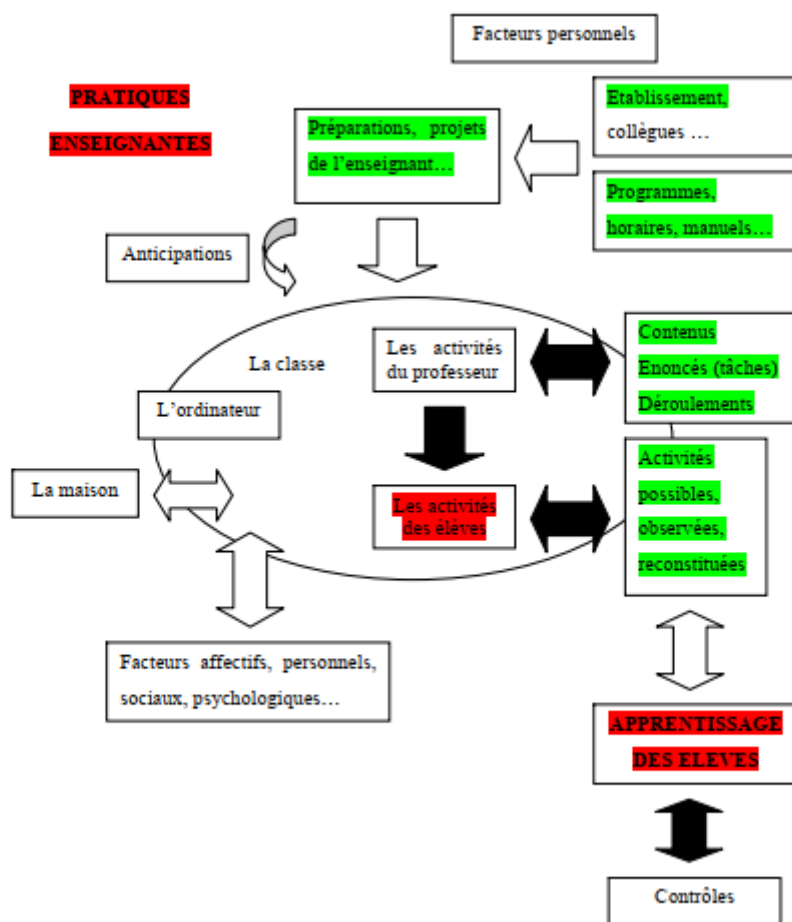 Facteurs personnels
PRATIQUES
ENSEIGNANTES
Etablissement,
collègues …
Préparations, projets
de l’enseignant…
Programmes,
horaires, manuels…
Anticipations
La classe
Les activités
du professeur
Contenus
Enoncés (tâches)
Déroulements
L’ordinateur
La maison
Les activités
des élèves
Activités
possibles,
observées,
reconstituées
Facteurs affectifs, personnels,
sociaux, psychologiques…
APPRENTISSAGE
DES ELEVES
Contrôles